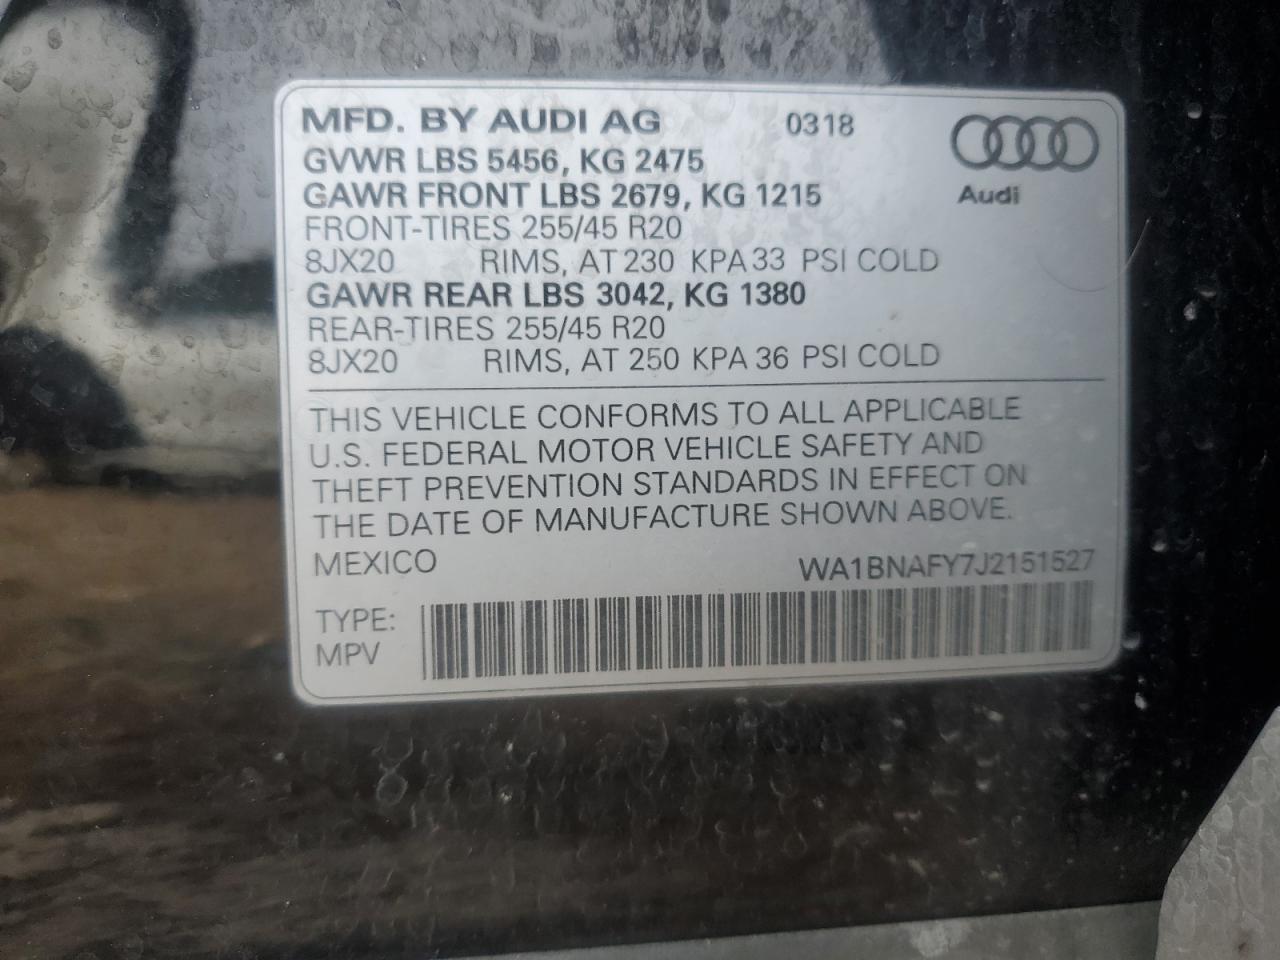 MFD. BY AUDI AG 0318
GVWR LBS 5456, KG 2475
GAWR FRONT LBS 2679, KG 1215
Audi
FRONT-TIRES 255/45 R20
8JX20 RIMS, AT 230 KPA 33 PSI COLD
GAWR REAR LBS 3042, KG 1380
REAR-TIRES 255/45 R20
8JX20 RIMS, AT 250 KPA 36 PSI COLD
THIS VEHICLE CONFORMS TO ALL APPLICABLE
U.S. FEDERAL MOTOR VEHICLE SAFETY AND
THEFT PREVENTION STANDARDS IN EFFECT ON
THE DATE OF MANUFACTURE SHOWN ABOVE.
MEXICO WA1BNAFY7J2151527
TYPE:
MPV